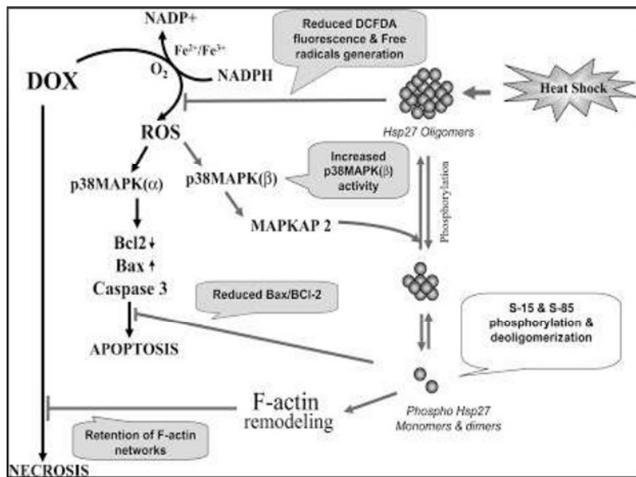 NADP+
Fe²⁺/Fe³⁺
DOX
O₂
NADPH
Reduced DCFDA
fluorescence & Free
radicals generation
Heat Shock
Hsp27 Oligomers
ROS
p38MAPK(α)
p38MAPK(β)
Increased
p38MAPK(β)
activity
Phosphorylation
MAPKAP 2
Bcl2
Bax
Caspase 3
Reduced Bax/BCl-2
APOPTOSIS
S-15 & S-85
phosphorylation &
deoligomerization
F-actin
remodeling
Phospho Hsp27
Monomers & dimers
Retention of F-actin
networks
NECROSIS